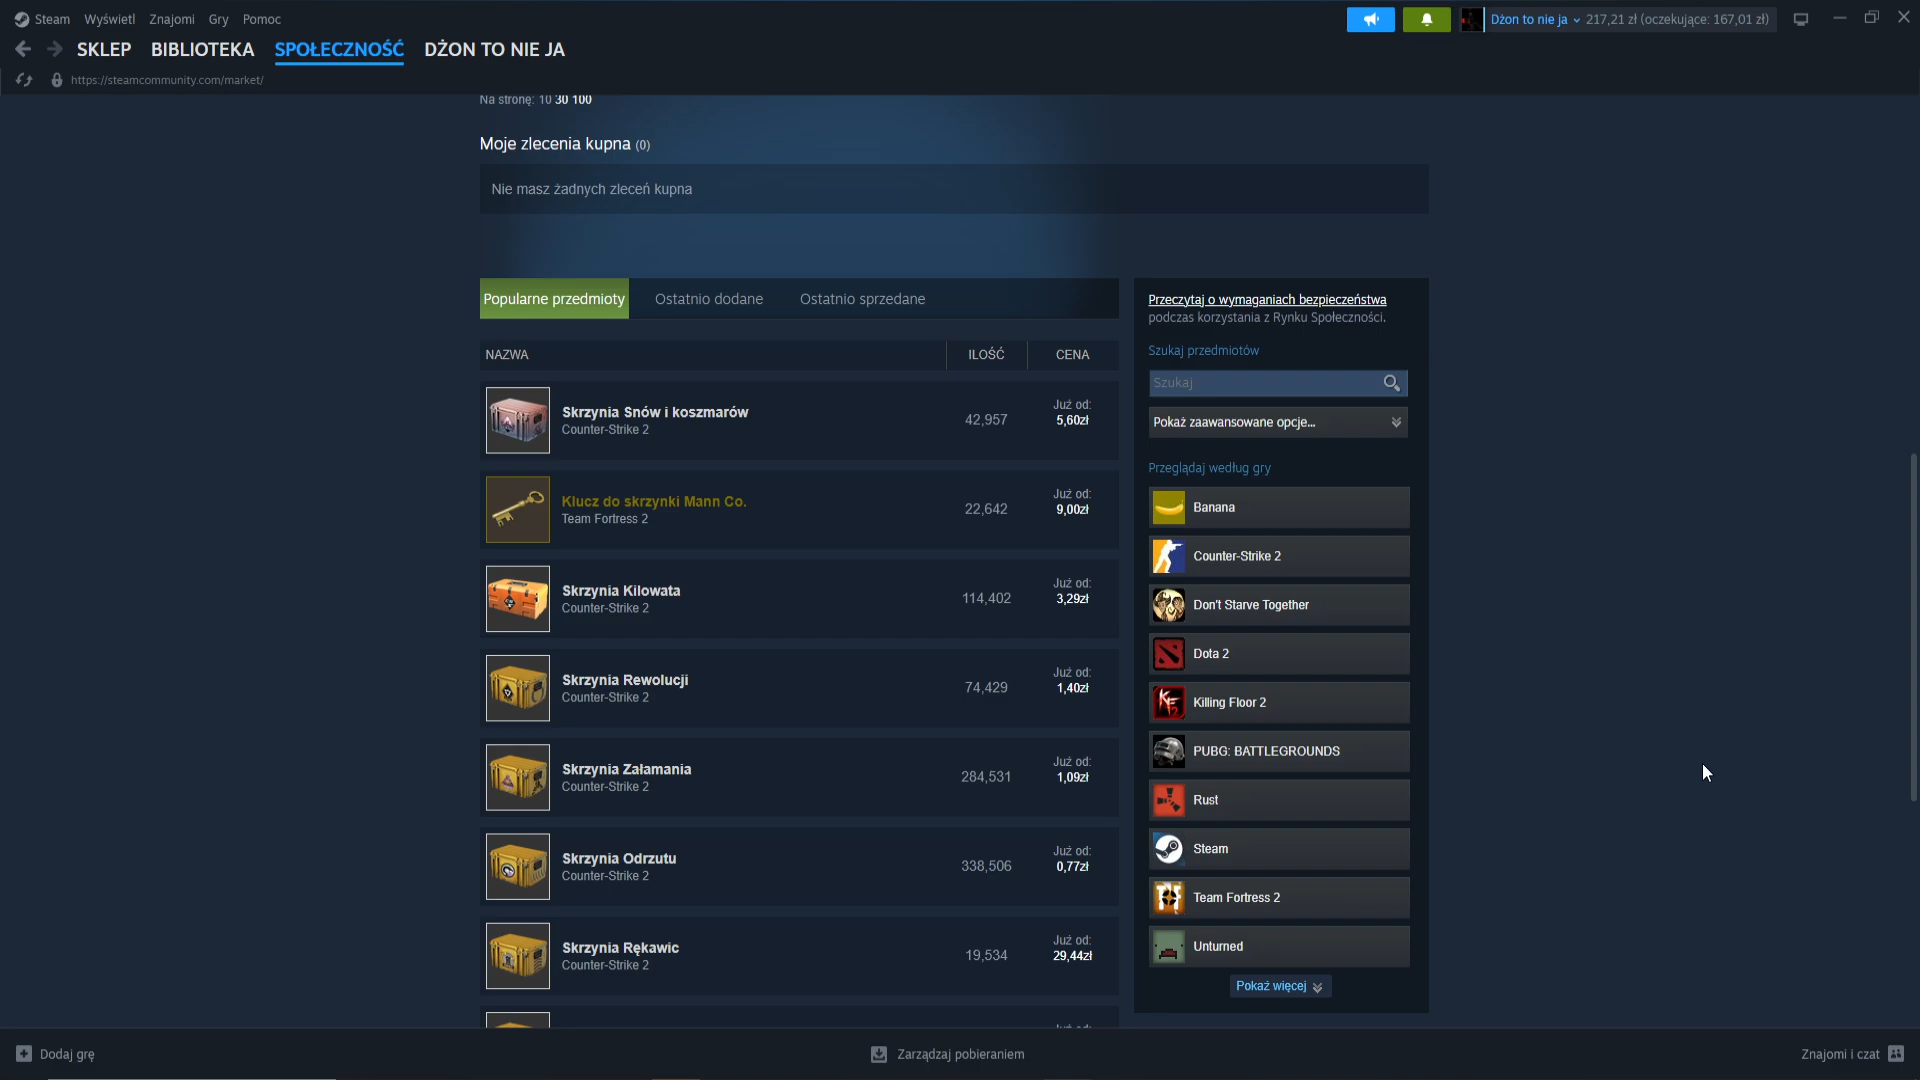 Steam Wyświetl Znajomi Gry Pomoc
Dżon to nie ja 217,21 zł (oczekujące: 167,01 zł)
SKLEP BIBLIOTEKA SPOŁECZNOŚĆ DŻON TO NIE JA
https://steamcommunity.com/market/
Na stronę: 10 30 100
Moje zlecenia kupna (0)
Nie masz żadnych zleceń kupna
Popularne przedmioty Ostatnio dodane Ostatnio sprzedane
NAZWA ILOŚĆ CENA
Skrzynia Snów i koszmarów
Counter-Strike 2
42,957
Już od:
5,60zł
Klucz do skrzynki Mann Co.
Team Fortress 2
22,642
Już od:
9,00zł
Skrzynia Kilowata
Counter-Strike 2
114,402
Już od:
3,29zł
Skrzynia Rewolucji
Counter-Strike 2
74,429
Już od:
1,40zł
Skrzynia Załamania
Counter-Strike 2
284,531
Już od:
1,09zł
Skrzynia Odrzutu
Counter-Strike 2
338,506
Już od:
0,77zł
Skrzynia Rękawic
Counter-Strike 2
19,534
Już od:
29,44zł
Przeczytaj o wymaganiach bezpieczeństwa
podczas korzystania z Rynku Społeczności.
Szukaj przedmiotów
Szukaj
Pokaż zaawansowane opcje...
Przeglądaj według gry
Banana
Counter-Strike 2
Don't Starve Together
Dota 2
Killing Floor 2
PUBG: BATTLEGROUNDS
Rust
Steam
Team Fortress 2
Unturned
Pokaż więcej
Dodaj grę
Zarządzaj pobieraniem
Znajomi i czat